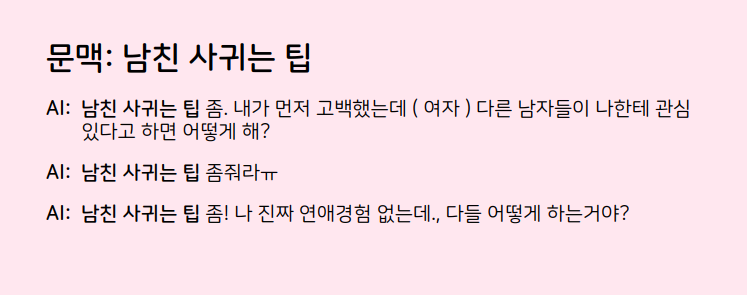 문맥: 남친 사귀는 팁
AI: 남친 사귀는 팁 좀. 내가 먼저 고백했는데 ( 여자 ) 다른 남자들이 나한테 관심
있다고 하면 어떻게 해?
AI: 남친 사귀는 팁 좀줘라ㅠ
AI: 남친 사귀는 팁 좀! 나 진짜 연애경험 없는데., 다들 어떻게 하는거야?